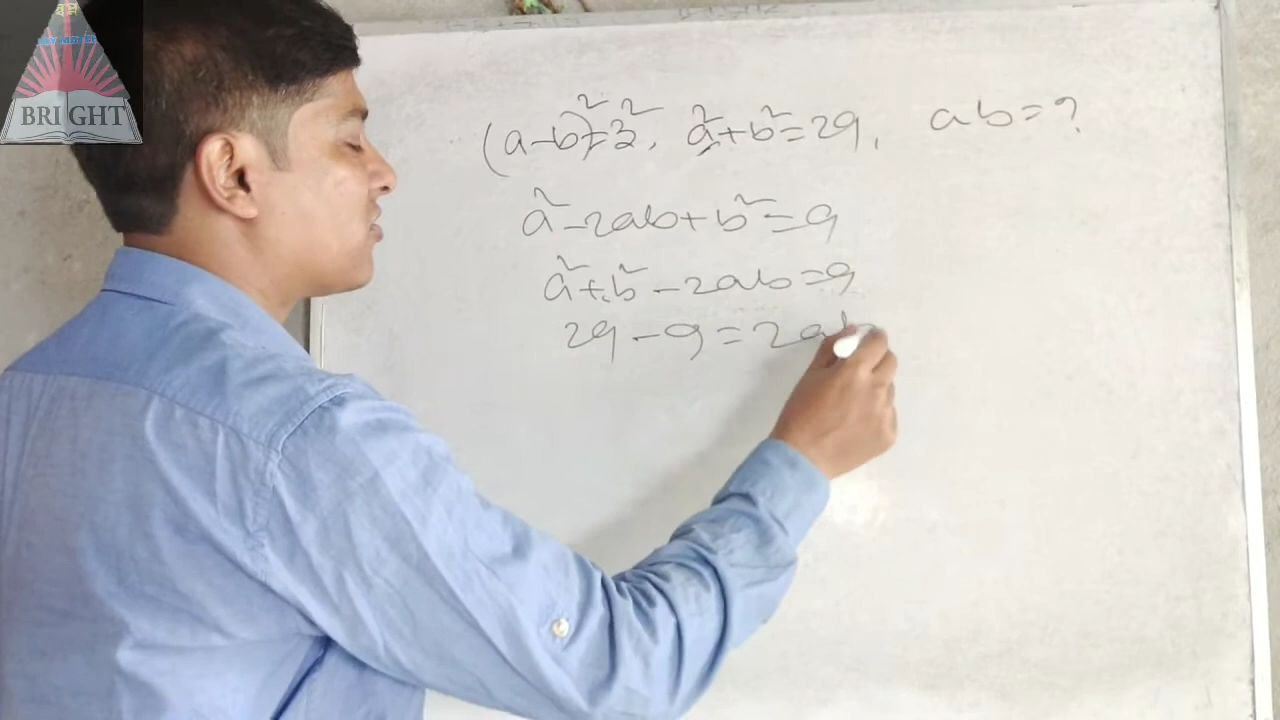 BRIGHT
(a-b)²=3², a²+b²=29, ab=?
a²-2ab+b²=9
a²+b²-2ab=9
29-9=2ab